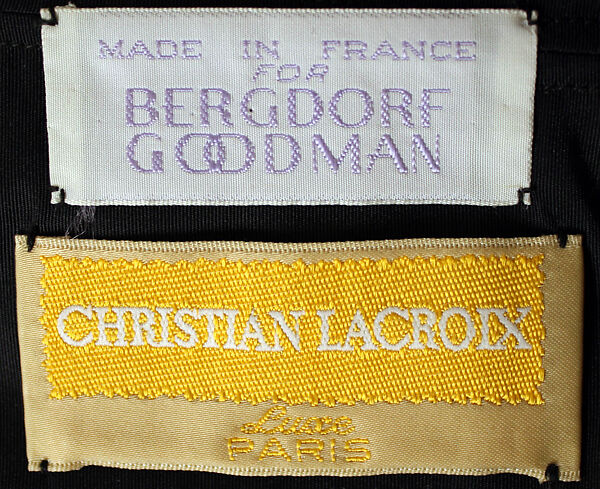 MADE IN FRANCE
FOR
BERGDORF
GOODMAN
CHRISTIAN LACROIX
Luxe
PARIS